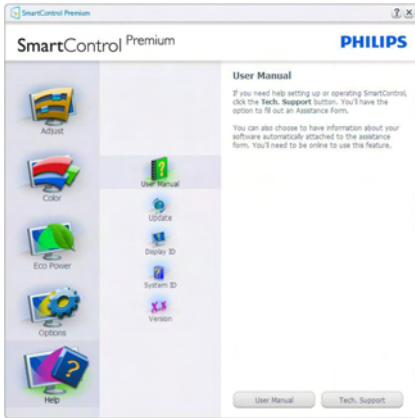 SmartControl Premium
SmartControl Premium
PHILIPS
Adjust
Color
Eco Power
Options
Help
User Manual
Update
Display ID
System ID
X.X
Version
User Manual
If you need help setting up or operating SmartControl,
click the Tech. Support button. You'll have the
option to fill out an Assistance Form.
You can also choose to have information about your
software automatically attached to the assistance
form. You'll need to be online to use this feature.
User Manual
Tech. Support